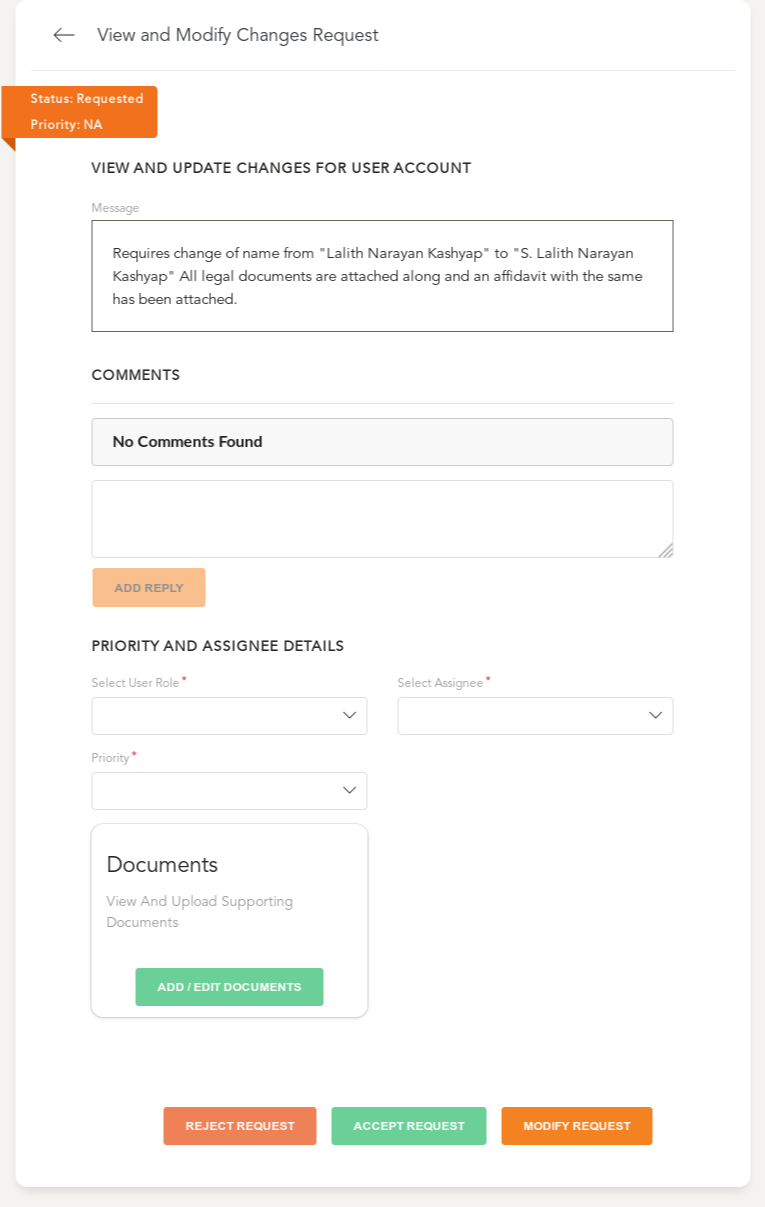 View and Modify Changes Request
Status: Requested
Priority: NA
VIEW AND UPDATE CHANGES FOR USER ACCOUNT
Message
Requires change of name from "Lalith Narayan Kashyap" to "S. Lalith Narayan
Kashyap" All legal documents are attached along and an affidavit with the same
has been attached.
COMMENTS
No Comments Found
ADD REPLY
PRIORITY AND ASSIGNEE DETAILS
Select User Role * Select Assignee *
Priority *
Documents
View And Upload Supporting
Documents
ADD / EDIT DOCUMENTS
REJECT REQUEST ACCEPT REQUEST MODIFY REQUEST